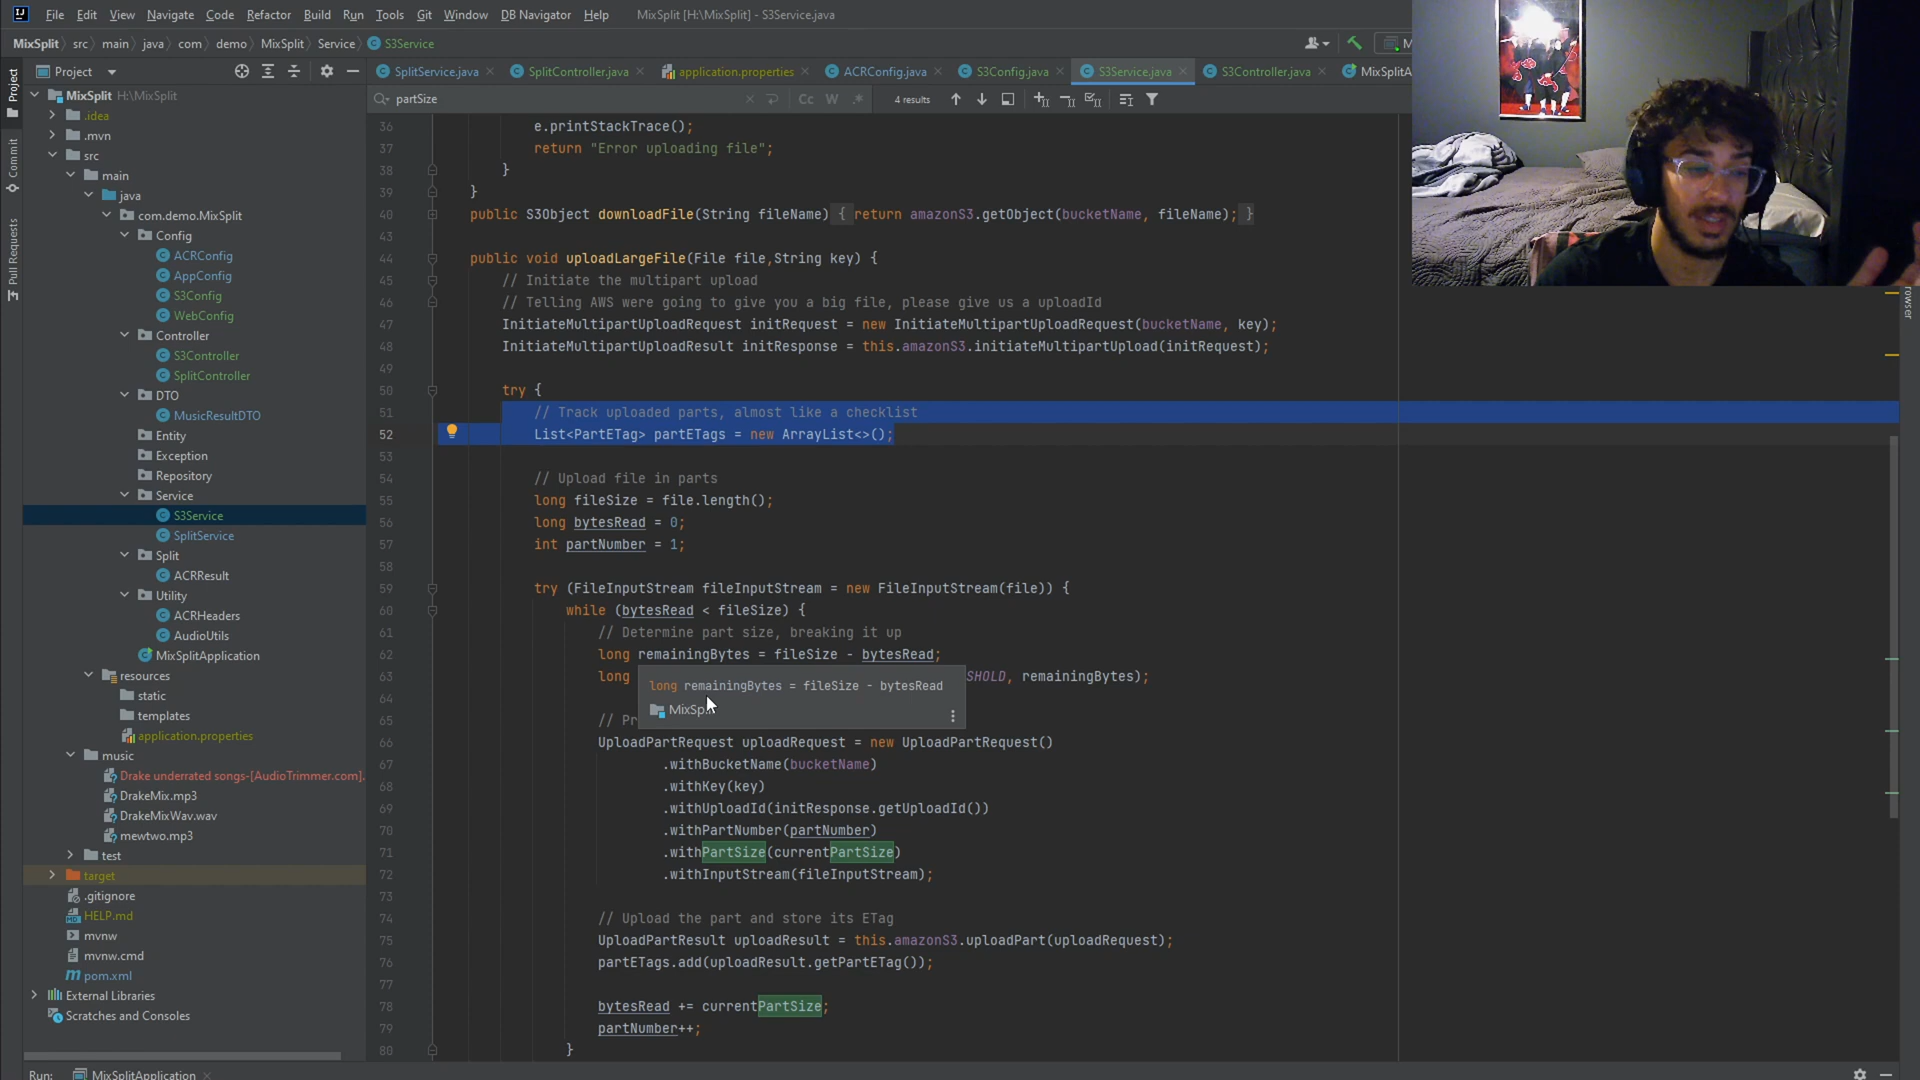 File Edit View Navigate Code Refactor Build Run Tools Git Window DB Navigator Help MixSplit [H:\MixSplit] - S3Service.java
MixSplit src main java com demo MixSplit Service S3Service
Project
SplitService.java SplitController.java application.properties ACRConfig.java S3Config.java S3Service.java S3Controller.java MixSplitA
partSize Cc W .* 4 results
Project
Commit
Pull Requests
MixSplit H:\MixSplit
.idea
.mvn
src
main
java
com.demo.MixSplit
Config
ACRConfig
AppConfig
S3Config
WebConfig
Controller
S3Controller
SplitController
DTO
MusicResultDTO
Entity
Exception
Repository
Service
S3Service
SplitService
Split
ACRResult
Utility
ACRHeaders
AudioUtils
MixSplitApplication
resources
static
templates
application.properties
music
Drake underrated songs-[AudioTrimmer.com].
DrakeMix.mp3
DrakeMixWav.wav
mewtwo.mp3
test
target
.gitignore
HELP.md
mvnw
mvnw.cmd
pom.xml
External Libraries
Scratches and Consoles
36 e.printStackTrace();
37 return "Error uploading file";
38 }
39 }
40 public S3Object downloadFile(String fileName) { return amazonS3.getObject(bucketName, fileName); }
43
44 public void uploadLargeFile(File file,String key) {
45 // Initiate the multipart upload
46 // Telling AWS were going to give you a big file, please give us a uploadId
47 InitiateMultipartUploadRequest initRequest = new InitiateMultipartUploadRequest(bucketName, key);
48 InitiateMultipartUploadResult initResponse = this.amazonS3.initiateMultipartUpload(initRequest);
49
50 try {
51 // Track uploaded parts, almost like a checklist
52 List<PartETag> partETags = new ArrayList<>();
53
54 // Upload file in parts
55 long fileSize = file.length();
56 long bytesRead = 0;
57 int partNumber = 1;
58
59 try (FileInputStream fileInputStream = new FileInputStream(file)) {
60 while (bytesRead < fileSize) {
61 // Determine part size, breaking it up
62 long remainingBytes = fileSize - bytesRead;
63 long SHOLD, remainingBytes);
long remainingBytes = fileSize - bytesRead
64
65 // Pr
66 UploadPartRequest uploadRequest = new UploadPartRequest()
67 .withBucketName(bucketName)
68 .withKey(key)
69 .withUploadId(initResponse.getUploadId())
70 .withPartNumber(partNumber)
71 .withPartSize(currentPartSize)
72 .withInputStream(fileInputStream);
73
74 // Upload the part and store its ETag
75 UploadPartResult uploadResult = this.amazonS3.uploadPart(uploadRequest);
76 partETags.add(uploadResult.getPartETag());
77
78 bytesRead += currentPartSize;
79 partNumber++;
80 }
rowser
Run: MixSplitApplication